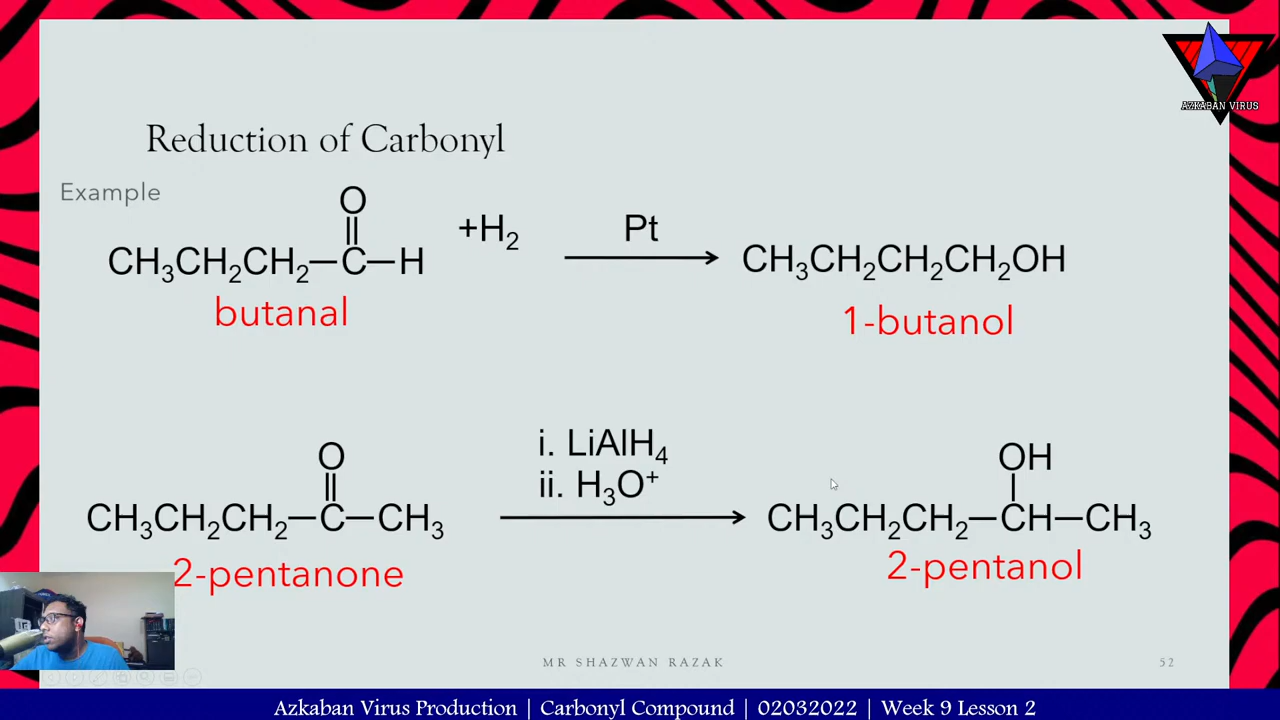 AZKABAN VIRUS
Reduction of Carbonyl
Example
O
+H₂
Pt
CH₃CH₂CH₂—C—H
CH₃CH₂CH₂CH₂OH
butanal
1-butanol
O
i. LiAlH₄
ii. H₃O⁺
OH
CH₃CH₂CH₂—C—CH₃
CH₃CH₂CH₂—CH—CH₃
2-pentanone
2-pentanol
MR SHAZWAN RAZAK
52
Azkaban Virus Production | Carbonyl Compound | 02032022 | Week 9 Lesson 2